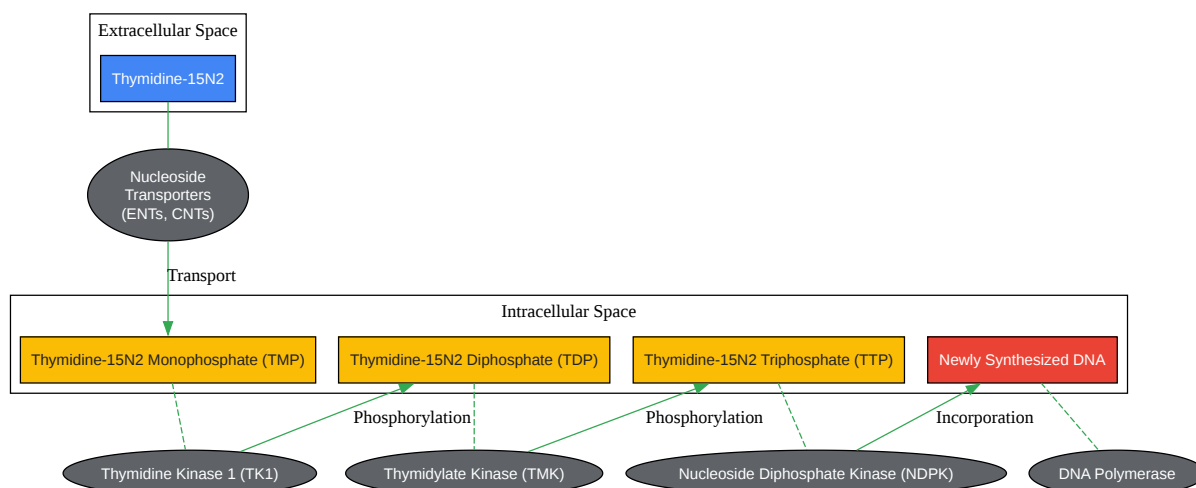 Extracellular Space
Thymidine-15N2
Nucleoside
Transporters
(ENTs, CNTs)
Transport
Intracellular Space
Thymidine-15N2 Monophosphate (TMP)
Thymidine-15N2 Diphosphate (TDP)
Thymidine-15N2 Triphosphate (TTP)
Newly Synthesized DNA
Phosphorylation
Phosphorylation
Incorporation
Thymidine Kinase 1 (TK1)
Thymidylate Kinase (TMK)
Nucleoside Diphosphate Kinase (NDPK)
DNA Polymerase